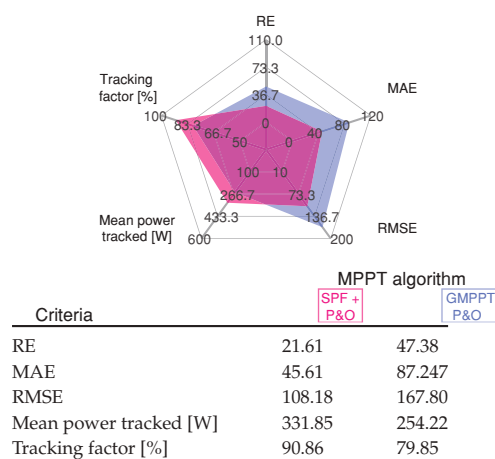 RE
110.0
73.3
36.7
0
MAE
120
80
40
0
RMSE
200
136.7
73.3
10
Mean power
tracked [W]
600
433.3
266.7
100
Tracking
factor [%]
100
83.3
66.7
50
MPPT algorithm
Criteria SPF + P&O GMPPT P&O
RE 21.61 47.38
MAE 45.61 87.247
RMSE 108.18 167.80
Mean power tracked [W] 331.85 254.22
Tracking factor [%] 90.86 79.85